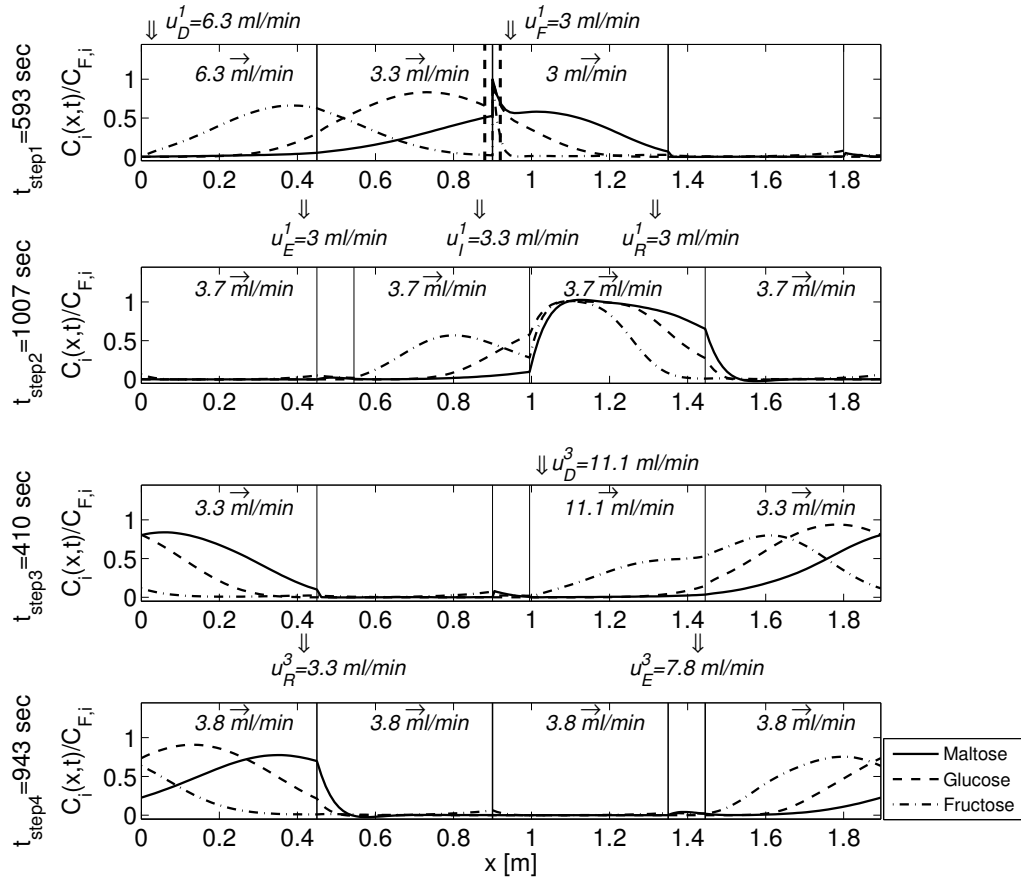 ⇓ u_D^1=6.3 ml/min ⇓ u_F^1=3 ml/min
t_step1=593 sec
C_i(x,t)/C_F,i
1
0.5
0
6.3 ml/min → 3.3 ml/min → 3 ml/min →
0 0.2 0.4 0.6 0.8 1 1.2 1.4 1.6 1.8
⇓ u_E^1=3 ml/min ⇓ u_I^1=3.3 ml/min ⇓ u_R^1=3 ml/min
t_step2=1007 sec
C_i(x,t)/C_F,i
1
0.5
0
3.7 ml/min → 3.7 ml/min → 3.7 ml/min → 3.7 ml/min →
0 0.2 0.4 0.6 0.8 1 1.2 1.4 1.6 1.8
⇓ u_D^3=11.1 ml/min
t_step3=410 sec
C_i(x,t)/C_F,i
1
0.5
0
3.3 ml/min → 11.1 ml/min → 3.3 ml/min →
0 0.2 0.4 0.6 0.8 1 1.2 1.4 1.6 1.8
⇓ u_R^3=3.3 ml/min ⇓ u_E^3=7.8 ml/min
t_step4=943 sec
C_i(x,t)/C_F,i
1
0.5
0
3.8 ml/min → 3.8 ml/min → 3.8 ml/min → 3.8 ml/min →
0 0.2 0.4 0.6 0.8 1 1.2 1.4 1.6 1.8
x [m]
Maltose
Glucose
Fructose